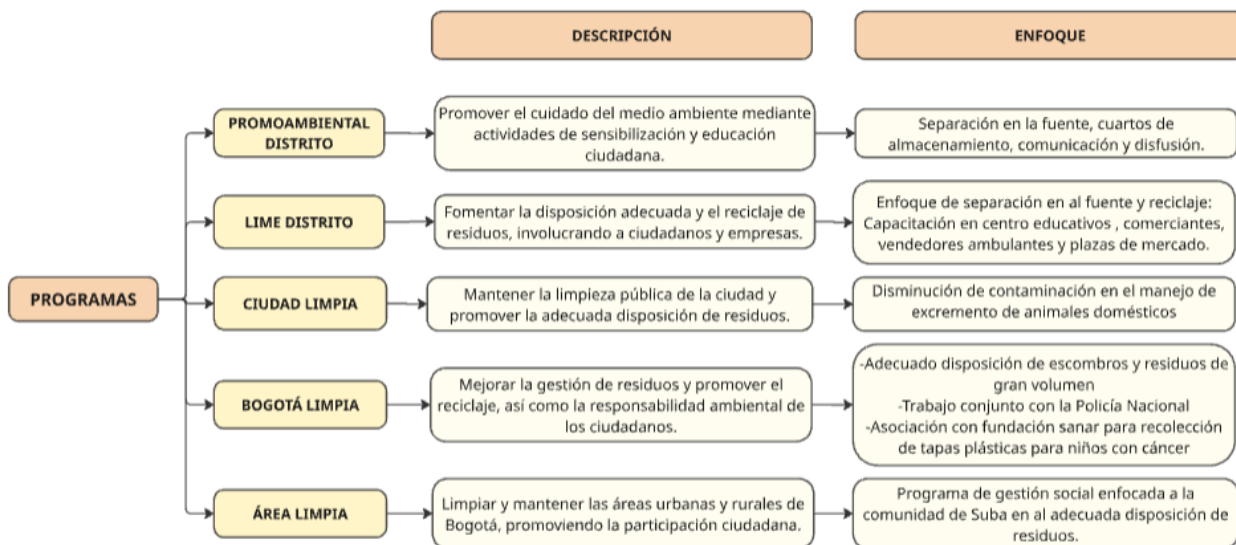 DESCRIPCIÓN
ENFOQUE
PROMOAMBIENTAL
DISTRITO
Promover el cuidado del medio ambiente mediante
actividades de sensibilización y educación
ciudadana.
Separación en la fuente, cuartos de
almacenamiento, comunicación y disfusión.
LIME DISTRITO
Fomentar la disposición adecuada y el reciclaje de
residuos, involucrando a ciudadanos y empresas.
Enfoque de separación en al fuente y reciclaje:
Capacitación en centro educativos , comerciantes,
vendedores ambulantes y plazas de mercado.
PROGRAMAS
CIUDAD LIMPIA
Mantener la limpieza pública de la ciudad y
promover la adecuada disposición de residuos.
Disminución de contaminación en el manejo de
excremento de animales domésticos
BOGOTÁ LIMPIA
Mejorar la gestión de residuos y promover el
reciclaje, así como la responsabilidad ambiental de
los ciudadanos.
-Adecuado disposición de escombros y residuos de
gran volumen
-Trabajo conjunto con la Policía Nacional
-Asociación con fundación sanar para recolección
de tapas plásticas para niños con cáncer
ÁREA LIMPIA
Limpiar y mantener las áreas urbanas y rurales de
Bogotá, promoviendo la participación ciudadana.
Programa de gestión social enfocada a la
comunidad de Suba en al adecuada disposición de
residuos.